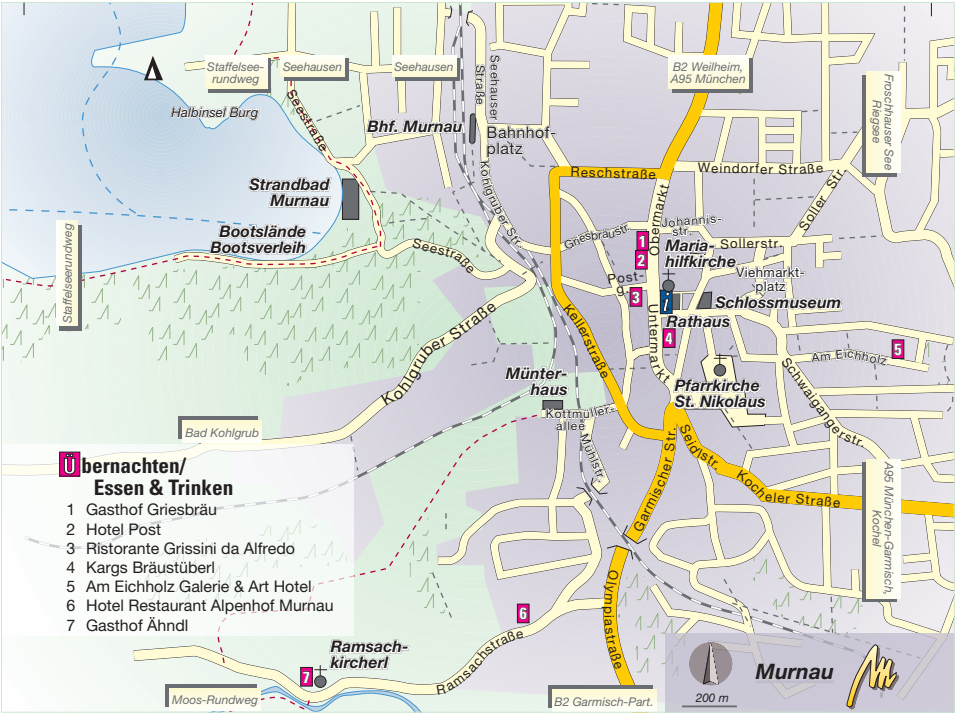 Staffelsee-
rundweg
Seehausen
Seehausen
B2 Weilheim,
A95 München
Froschhauser See
Riegsee
Halbinsel Burg
Seestraße
Seehauser
Straße
Bhf. Murnau
Bahnhof-
platz
Kohlgruber Str.
Reschstraße
Weindorfer Straße
Soller Str.
Strandbad
Murnau
Bootslände
Bootsverleih
Seestraße
Griesbräustr.
Obermarkt
Johannis-
str.
Sollerstr.
1
2
Maria-
hilfkirche
Post-
g.
3
Viehmarkt-
platz
i
Schlossmuseum
Rathaus
Untermarkt
4
Staffelseerundweg
Kohlgruber Straße
Kellerstraße
Am Eichholz
5
Münter-
haus
Pfarrkirche
St. Nikolaus
Schwaigangerstr.
Kottmüller-
allee
Mühlstr.
Bad Kohlgrub
Garmischer Str.
Seidlstr.
Kocheler Straße
A95 München-Garmisch,
Kochel
Übernachten/
Essen & Trinken
1 Gasthof Griesbräu
2 Hotel Post
3 Ristorante Grissini da Alfredo
4 Kargs Bräustüberl
5 Am Eichholz Galerie & Art Hotel
6 Hotel Restaurant Alpenhof Murnau
7 Gasthof Ähndl
6
Olympiastraße
Ramsachstraße
Ramsach-
kircherl
7
Moos-Rundweg
B2 Garmisch-Part.
200 m
Murnau